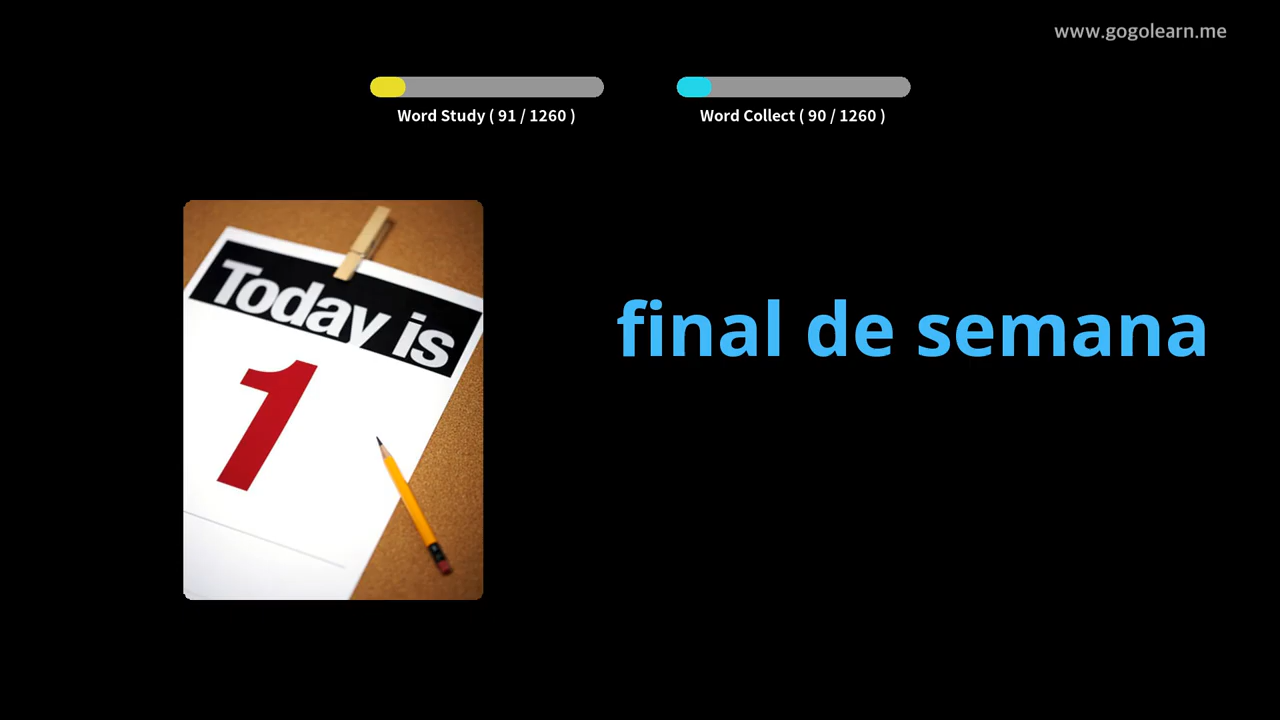 www.gogolearn.me
Word Study ( 91 / 1260 )
Word Collect ( 90 / 1260 )
Today is
1
final de semana